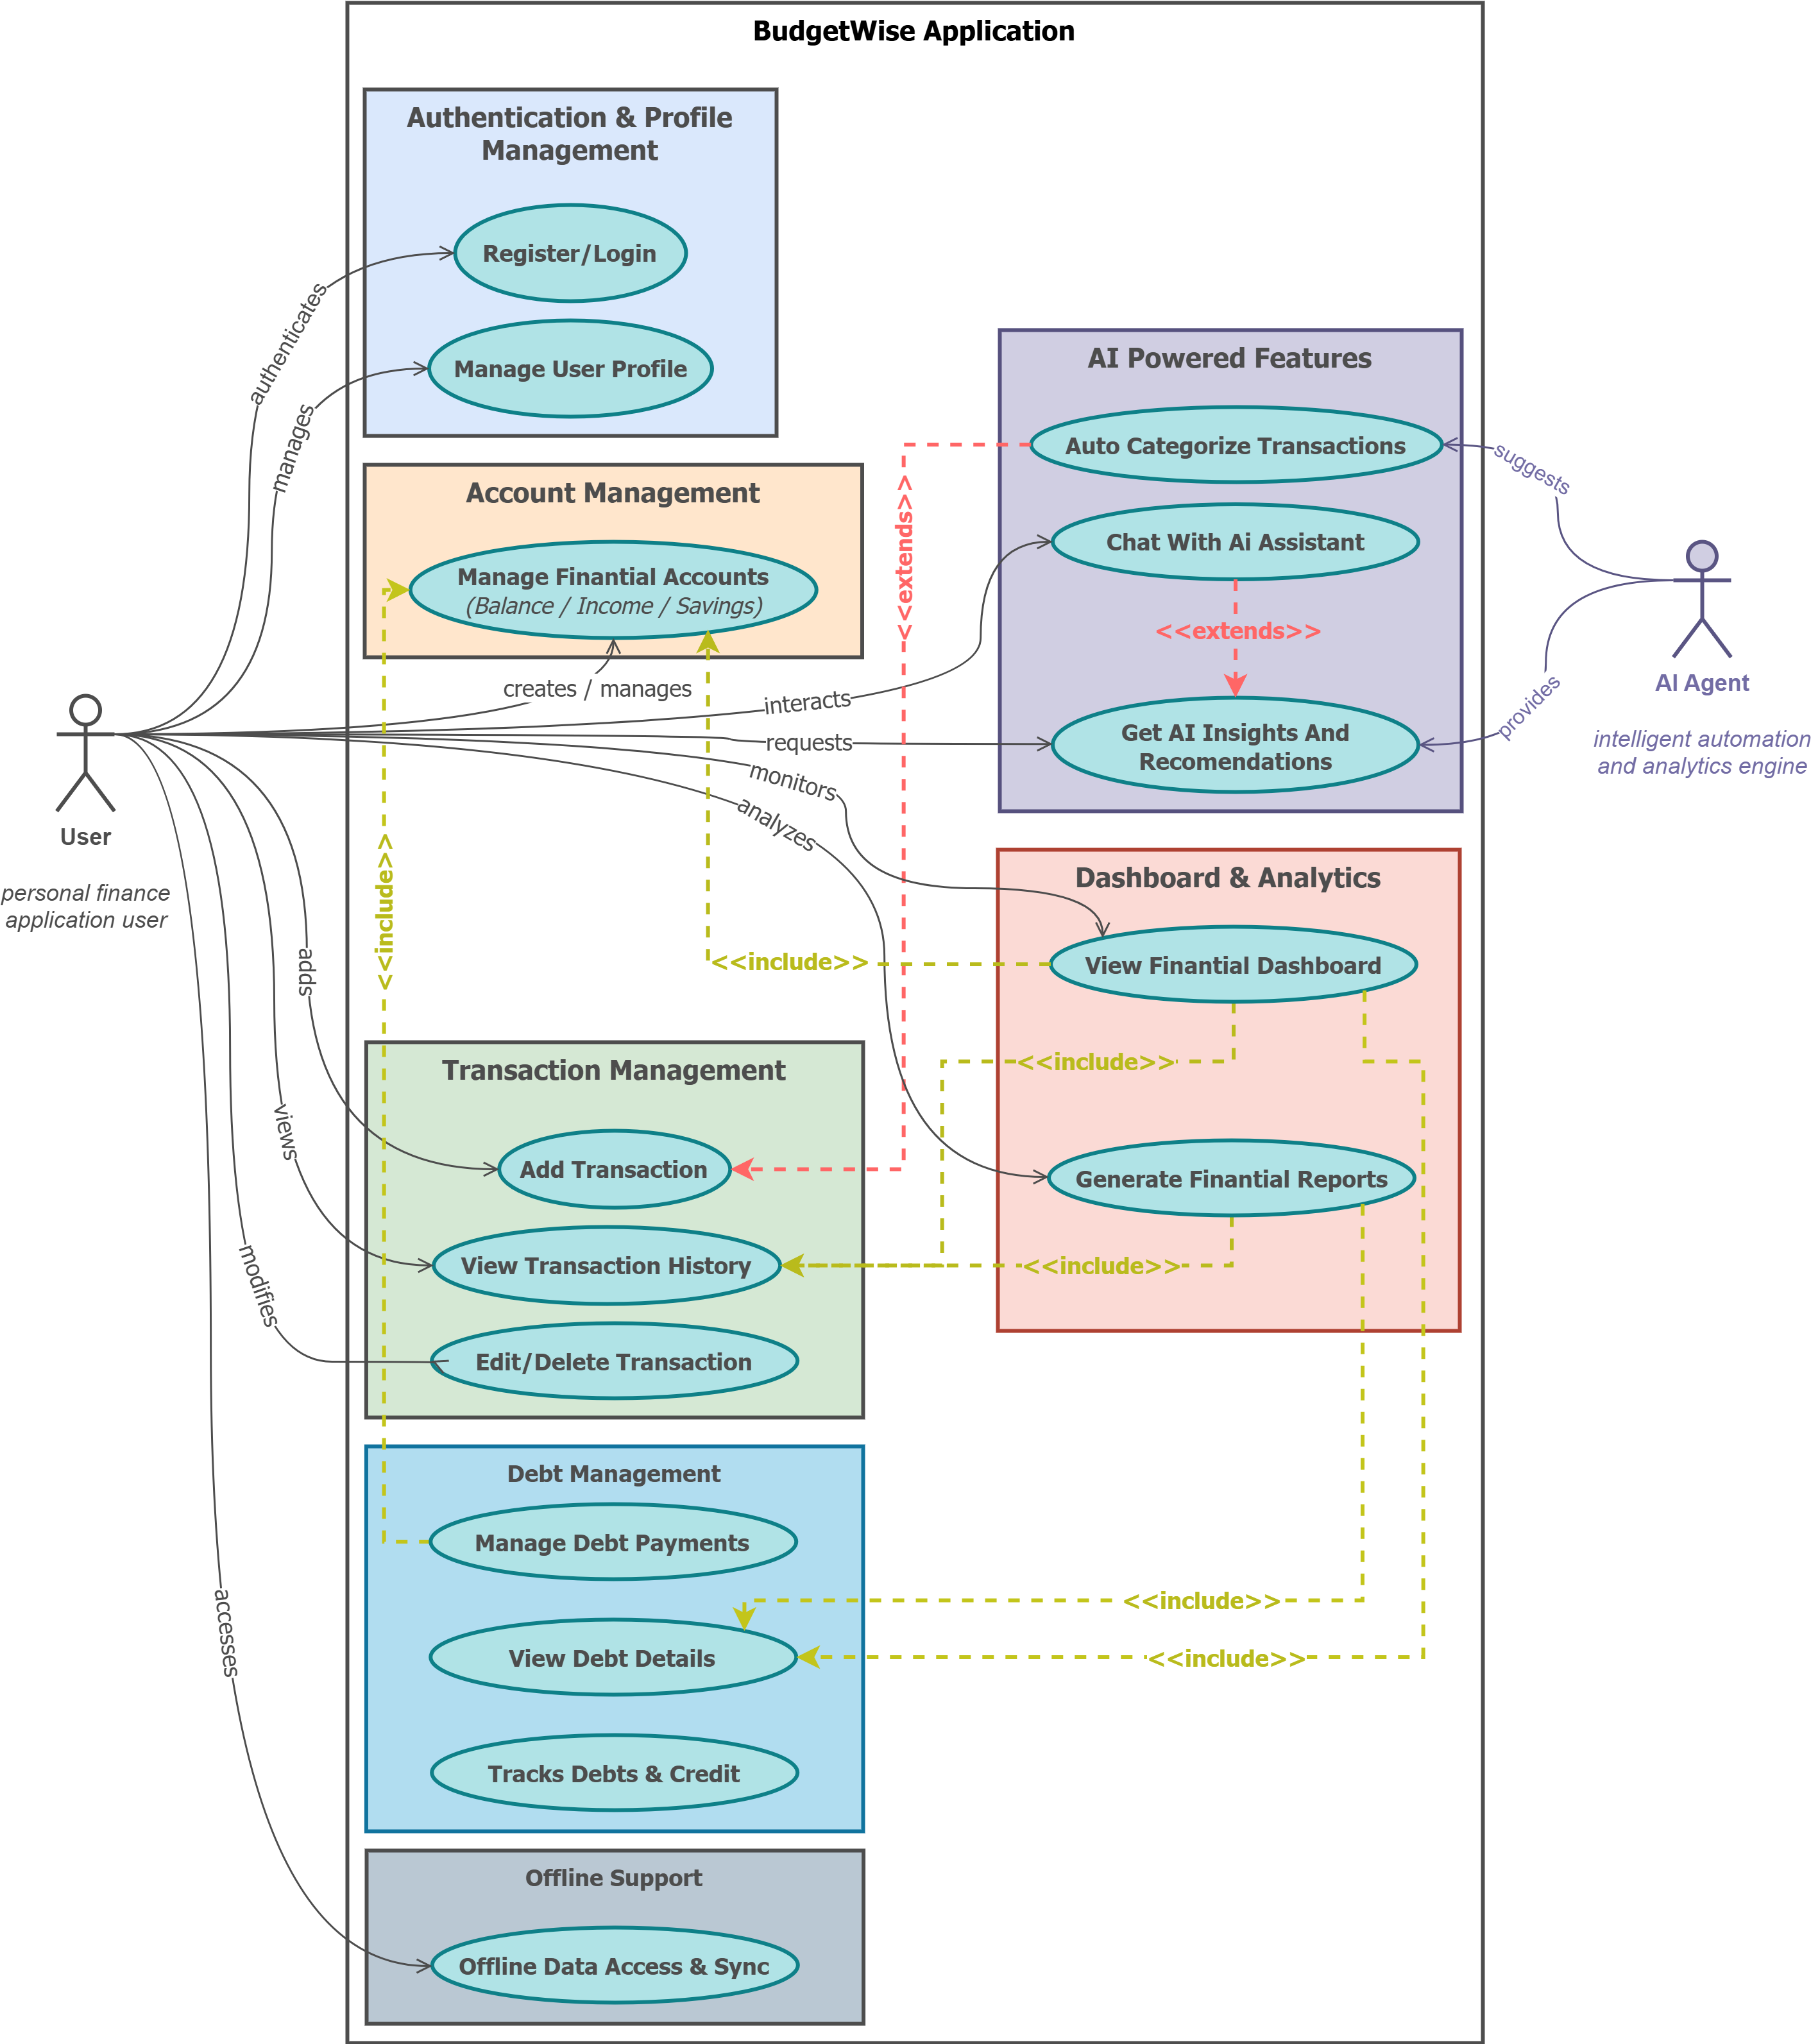 BudgetWise Application
Authentication & Profile
Management
Register/Login
Manage User Profile
authenticates
manages
Account Management
Manage Finantial Accounts
(Balance / Income / Savings)
creates / manages
AI Powered Features
Auto Categorize Transactions
Chat With Ai Assistant
<<extends>>
Get AI Insights And
Recomendations
<<extends>>
suggests
provides
AI Agent
intelligent automation
and analytics engine
interacts
requests
monitors
analyzes
User
personal finance
application user
<<include>>
Dashboard & Analytics
View Finantial Dashboard
<<include>>
<<include>>
Generate Finantial Reports
<<include>>
adds
views
modifies
accesses
Transaction Management
Add Transaction
View Transaction History
Edit/Delete Transaction
Debt Management
Manage Debt Payments
<<include>>
View Debt Details
<<include>>
Tracks Debts & Credit
Offline Support
Offline Data Access & Sync